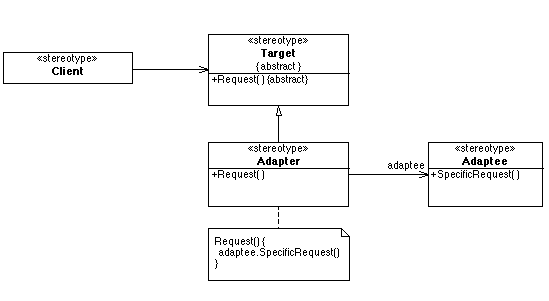 «stereotype»
Client
«stereotype»
Target
{abstract}
+Request(){abstract}
«stereotype»
Adapter
+Request()
adaptee
«stereotype»
Adaptee
+SpecificRequest()
Request(){
adaptee.SpecificRequest()
}